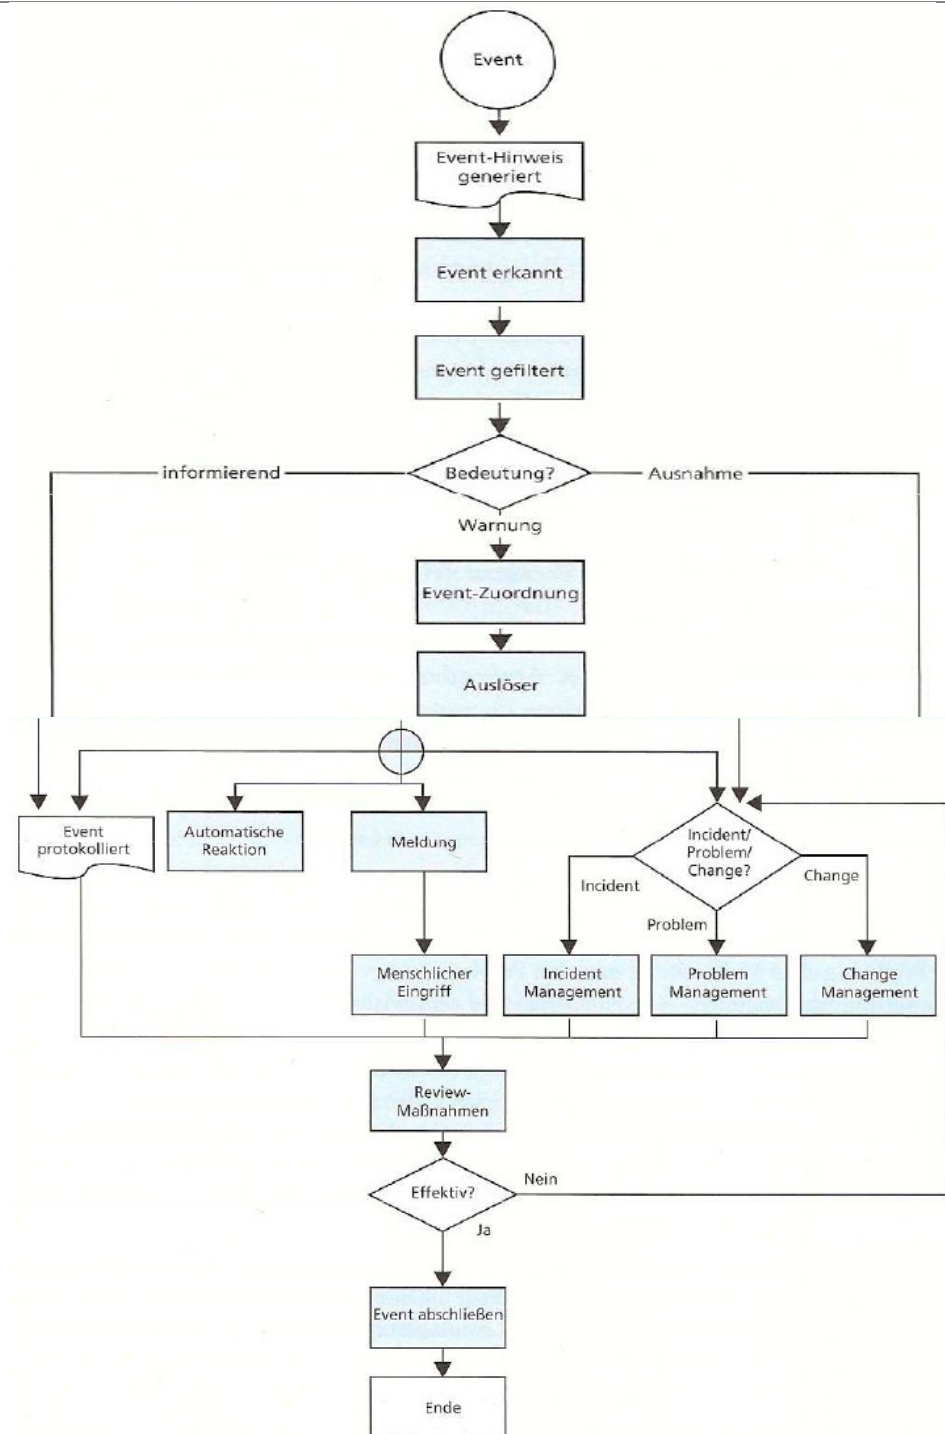 Event
Event-Hinweis
generiert
Event erkannt
Event gefiltert
informierend
Bedeutung?
Ausnahme
Warnung
Event-Zuordnung
Auslöser
Event
protokolliert
Automatische
Reaktion
Meldung
Incident/
Problem/
Change?
Incident
Problem
Change
Menschlicher
Eingriff
Incident
Management
Problem
Management
Change
Management
Review-
Maßnahmen
Effektiv?
Nein
Ja
Event abschließen
Ende